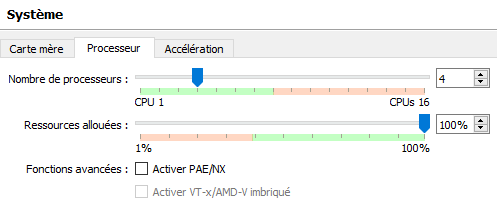 Système
Carte mère Processeur Accélération
Nombre de processeurs : 4
CPU 1 CPUs 16
Ressources allouées : 100%
1% 100%
Fonctions avancées : Activer PAE/NX
Activer VT-x/AMD-V imbriqué